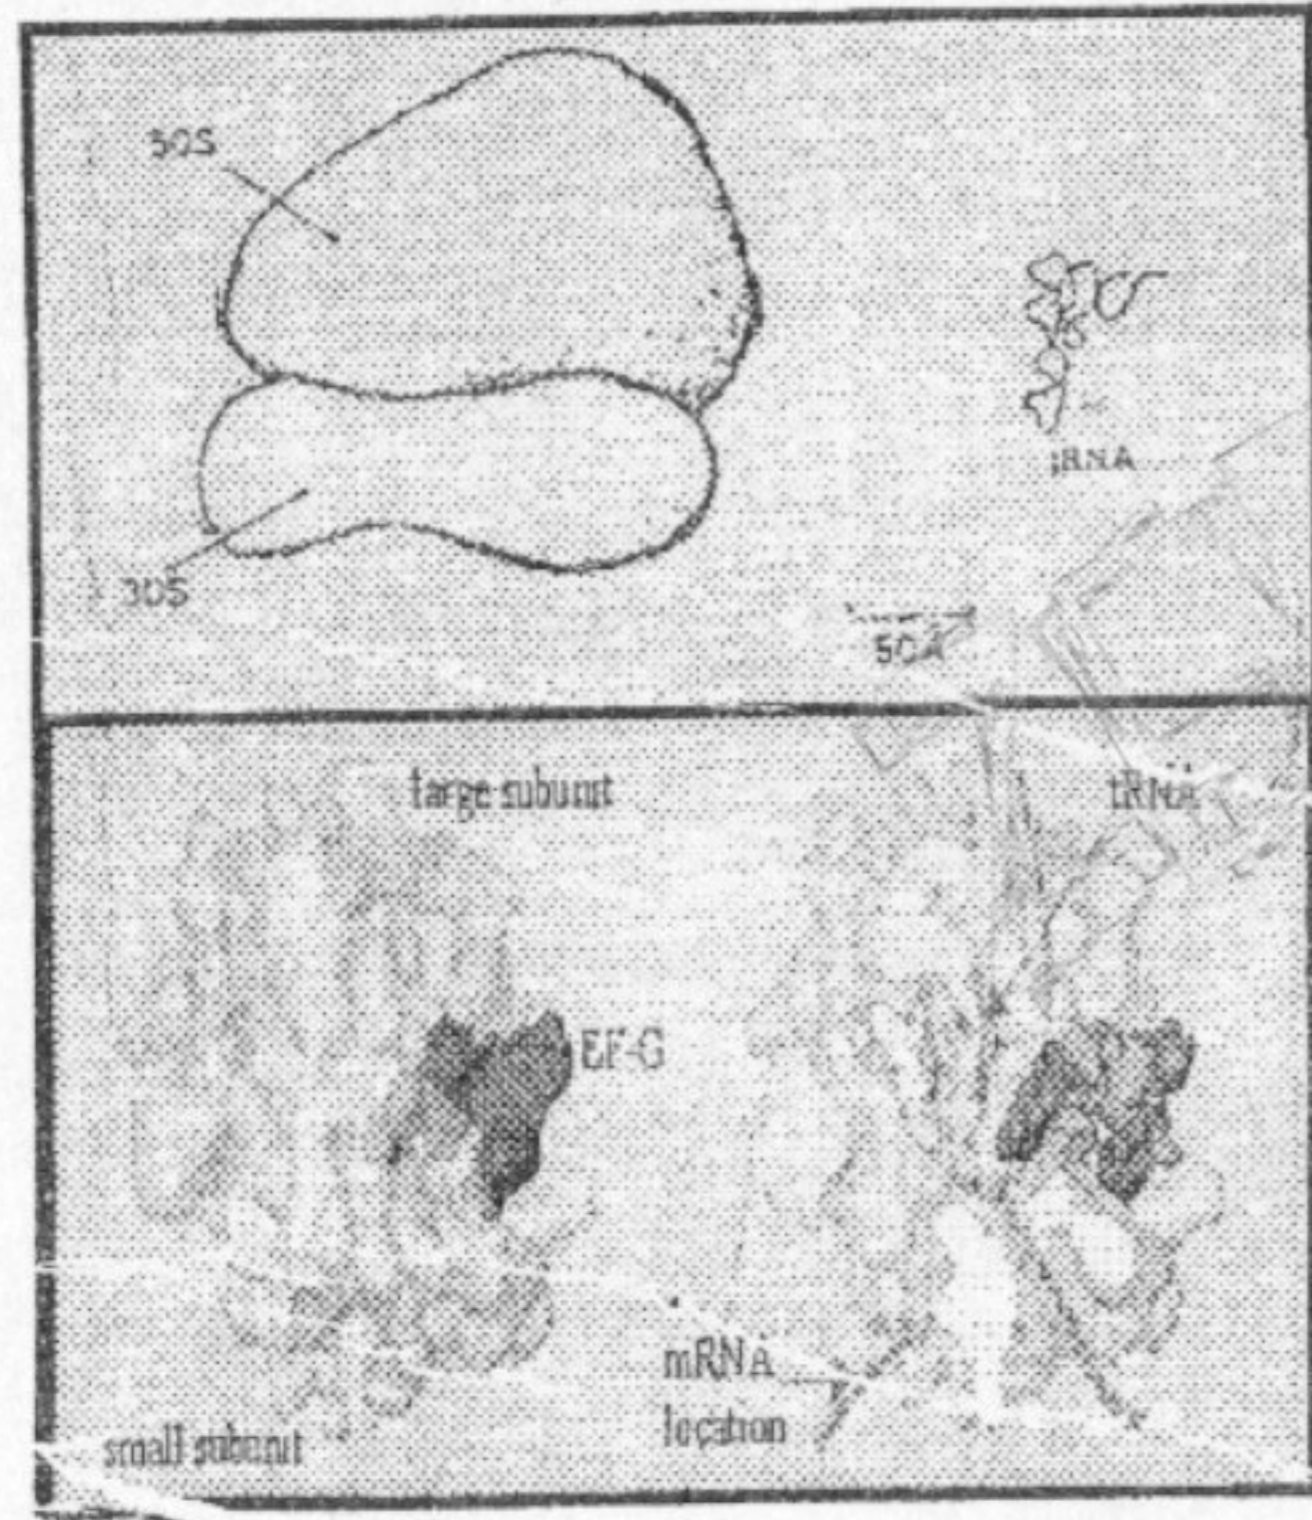 50S
tRNA
30S
50Å
large subunit
tRNA
EF-G
mRNA
location
small subunit